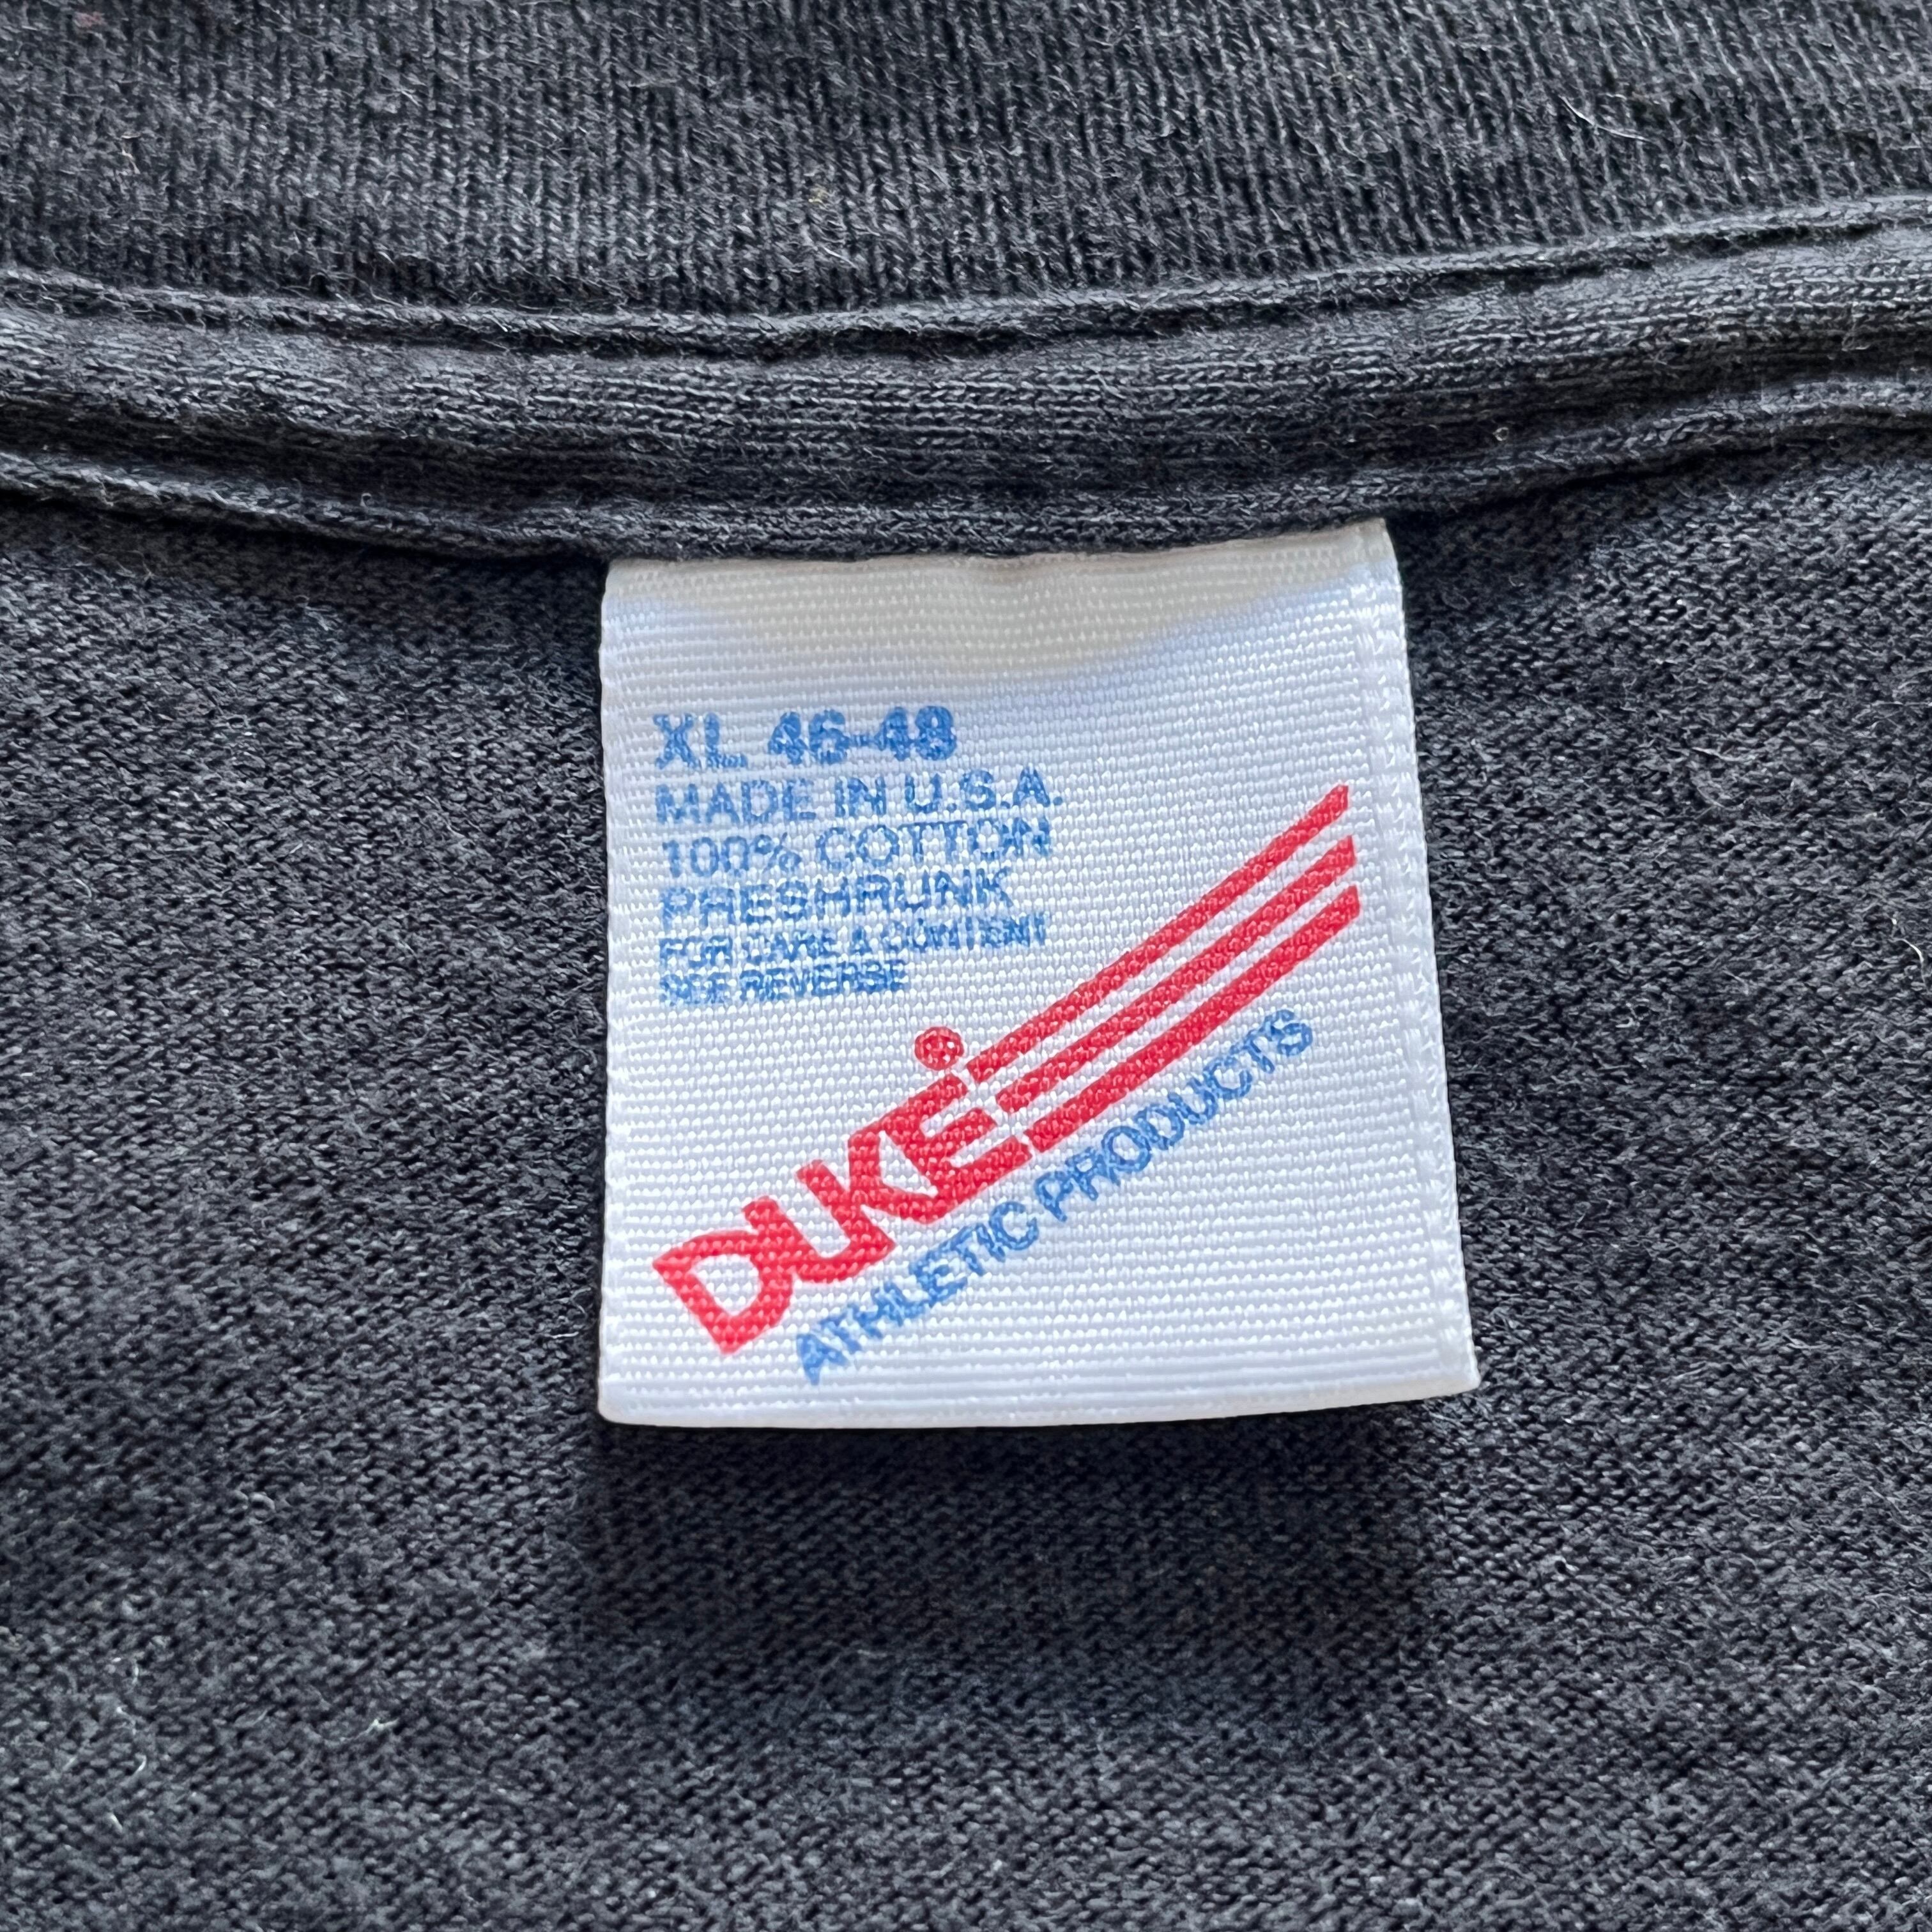 XL 46-48
MADE IN U.S.A.
100% COTTON
PRESHRUNK
FOR CARE & CONTENT
SEE REVERSE
DUKE
ATHLETIC PRODUCTS